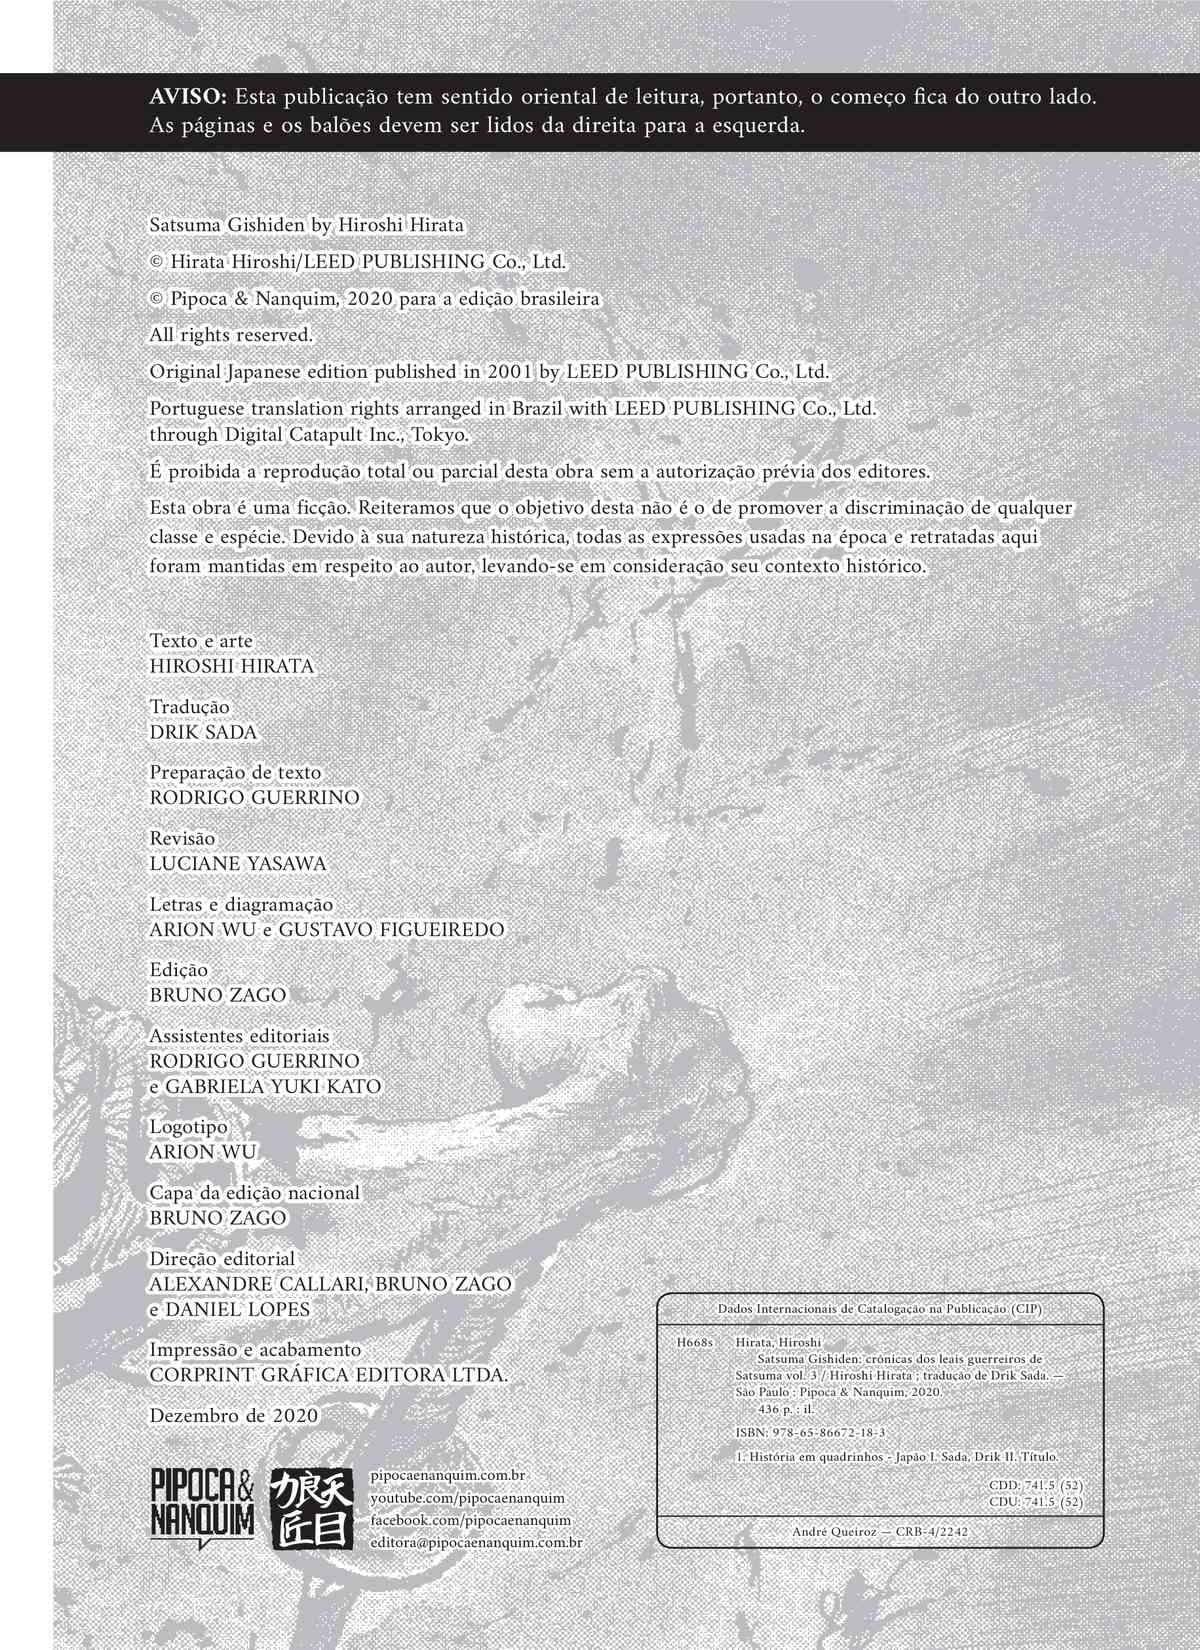 AVISO: Esta publicação tem sentido oriental de leitura, portanto, o começo fica do outro lado.
As páginas e os balões devem ser lidos da direita para a esquerda.
Satsuma Gishiden by Hiroshi Hirata
© Hirata Hiroshi/LEED PUBLISHING Co., Ltd.
© Pipoca & Nanquim, 2020 para a edição brasileira
All rights reserved.
Original Japanese edition published in 2001 by LEED PUBLISHING Co., Ltd.
Portuguese translation rights arranged in Brazil with LEED PUBLISHING Co., Ltd.
through Digital Catapult Inc., Tokyo.
É proibida a reprodução total ou parcial desta obra sem a autorização prévia dos editores.
Esta obra é uma ficção. Reiteramos que o objetivo desta não é o de promover a discriminação de qualquer
classe e espécie. Devido à sua natureza histórica, todas as expressões usadas na época e retratadas aqui
foram mantidas em respeito ao autor, levando-se em consideração seu contexto histórico.
Texto e arte
HIROSHI HIRATA
Tradução
DRIK SADA
Preparação de texto
RODRIGO GUERRINO
Revisão
LUCIANE YASAWA
Letras e diagramação
ARION WU e GUSTAVO FIGUEIREDO
Edição
BRUNO ZAGO
Assistentes editoriais
RODRIGO GUERRINO
e GABRIELA YUKI KATO
Logotipo
ARION WU
Capa da edição nacional
BRUNO ZAGO
Direção editorial
ALEXANDRE CALLARI, BRUNO ZAGO
e DANIEL LOPES
Impressão e acabamento
CORPRINT GRÁFICA EDITORA LTDA.
Dezembro de 2020
PIPOCA &
NANQUIM
天目
狼匠
力
pipocaenanquim.com.br
youtube.com/pipocaenanquim
facebook.com/pipocaenanquim
editora@pipocaenanquim.com.br
Dados Internacionais de Catalogação na Publicação (CIP)
H668s Hirata, Hiroshi
Satsuma Gishiden: crónicas dos leais guerreiros de
Satsuma vol. 3 / Hiroshi Hirata ; tradução de Drik Sada. —
São Paulo : Pipoca & Nanquim, 2020.
436 p. : il.
ISBN: 978-65-86672-18-3
1. História em quadrinhos - Japão I. Sada, Drik II. Título.
CDD: 741.5 (52)
CDU: 741.5 (52)
André Queiroz — CRB-4/2242